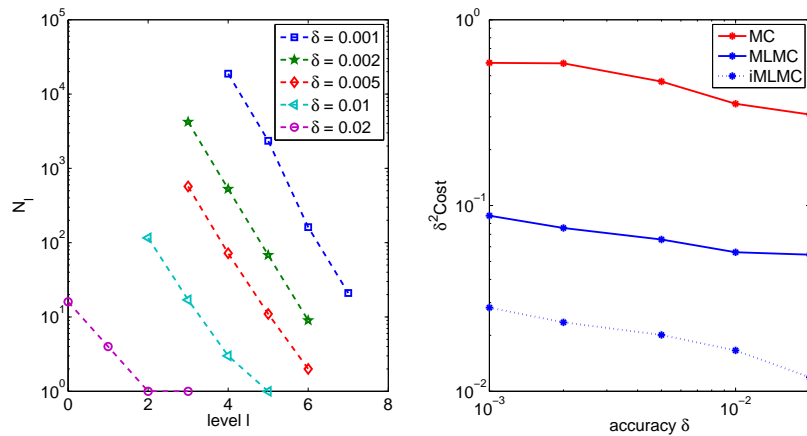 10^5
10^4
10^3
10^2
10^1
10^0
N_l
0
2
4
6
8
level l
δ = 0.001
δ = 0.002
δ = 0.005
δ = 0.01
δ = 0.02
10^0
10^-1
10^-2
δ^2Cost
10^-3
10^-2
accuracy δ
MC
MLMC
iMLMC